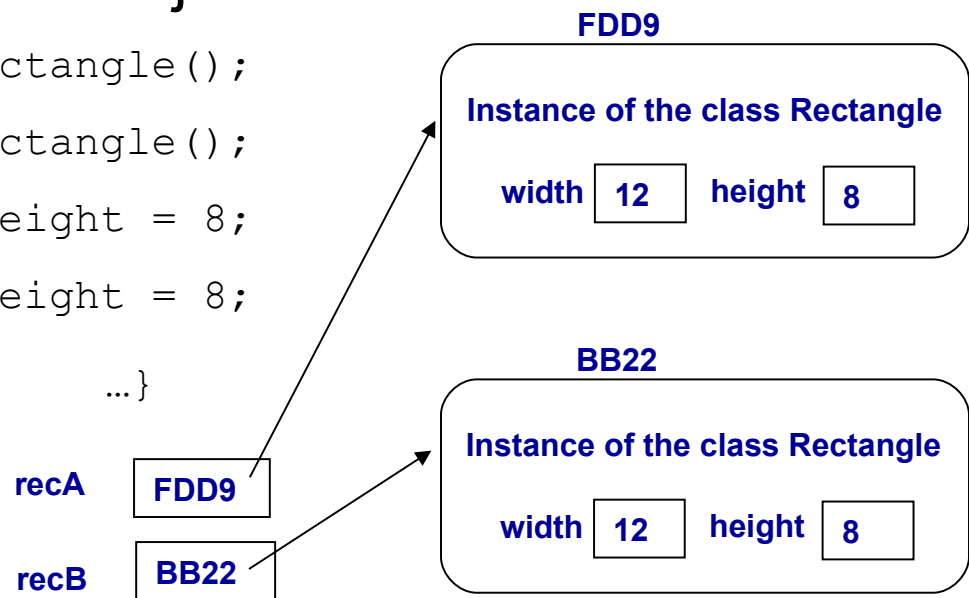 }
ctangle();
ctangle();
eight = 8;
eight = 8;
…}
FDD9
Instance of the class Rectangle
width 12 height 8
BB22
Instance of the class Rectangle
width 12 height 8
recA FDD9
recB BB22